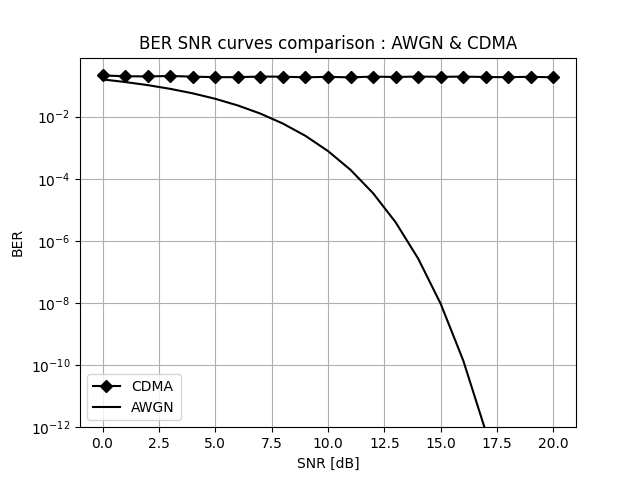 BER SNR curves comparison : AWGN & CDMA
BER
10⁻²
10⁻⁴
10⁻⁶
10⁻⁸
10⁻¹⁰
10⁻¹²
CDMA
AWGN
0.0 2.5 5.0 7.5 10.0 12.5 15.0 17.5 20.0
SNR [dB]